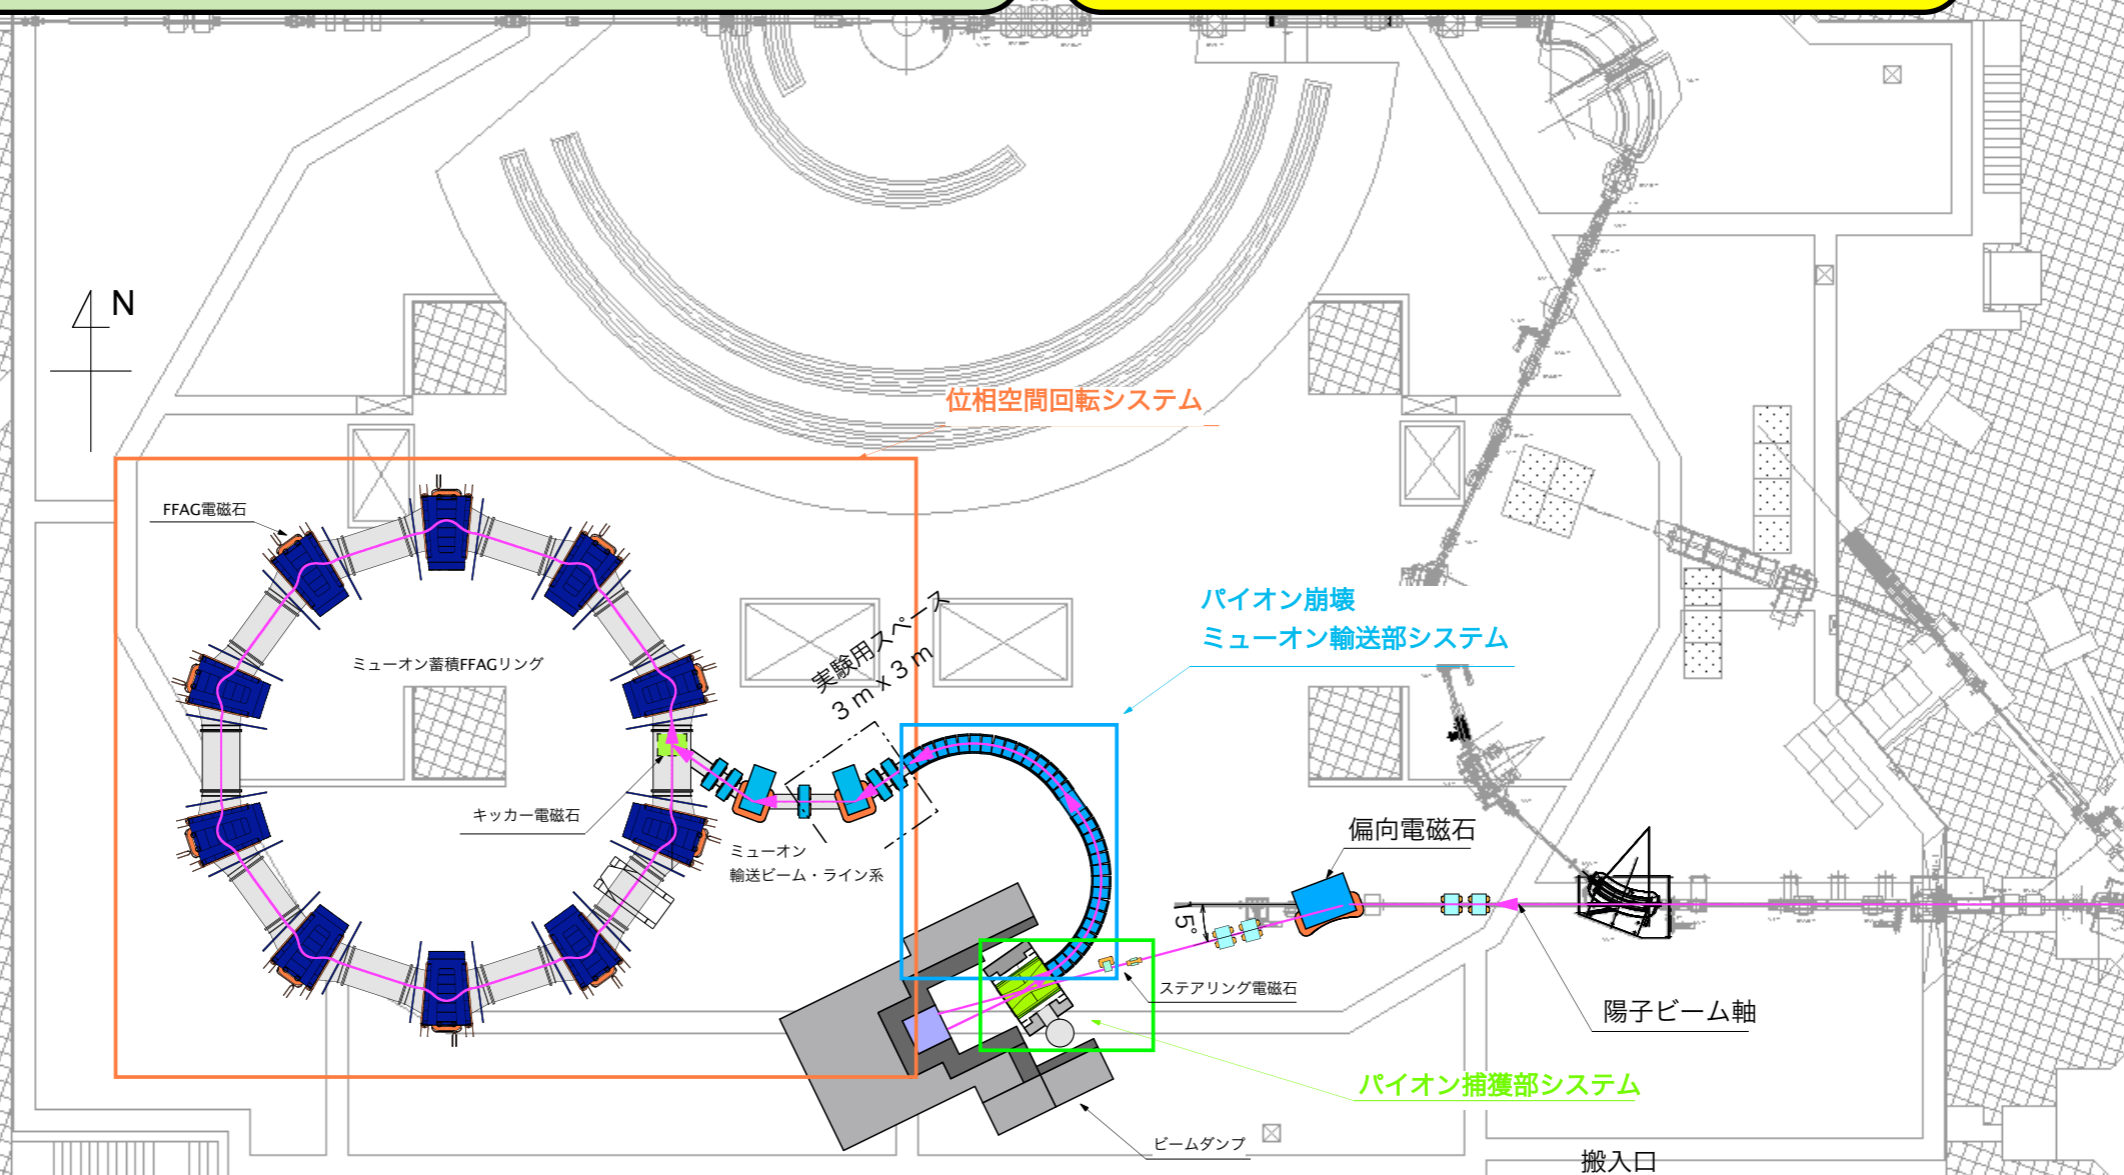 N
位相空間回転システム
FFAG電磁石
パイオン崩壊
ミューオン輸送部システム
実験用スペース
3 m x 3 m
ミューオン蓄積FFAGリング
キッカー電磁石
ミューオン
輸送ビーム・ライン系
偏向電磁石
5°
ステアリング電磁石
陽子ビーム軸
パイオン捕獲部システム
ビームダンプ
搬入口